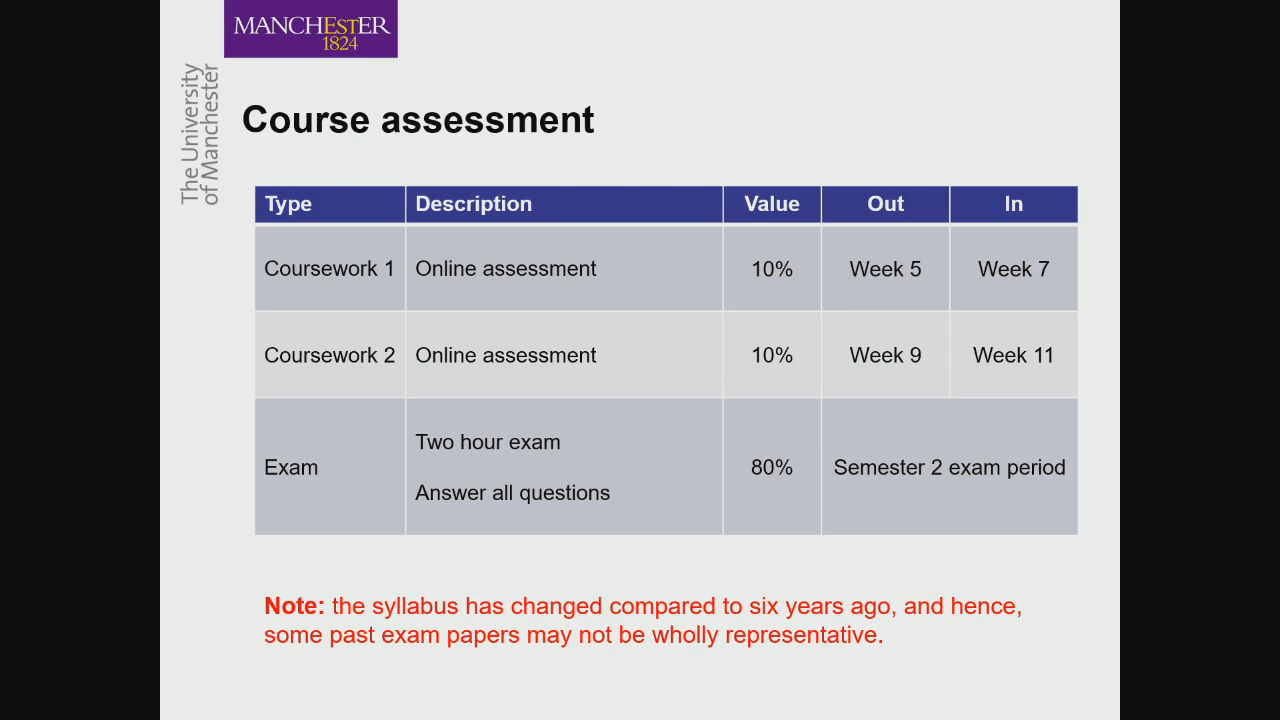 MANCHESTER
1824
The University
of Manchester
Course assessment
Type Description Value Out In
Coursework 1 Online assessment 10% Week 5 Week 7
Coursework 2 Online assessment 10% Week 9 Week 11
Exam Two hour exam
Answer all questions 80% Semester 2 exam period
Note: the syllabus has changed compared to six years ago, and hence,
some past exam papers may not be wholly representative.